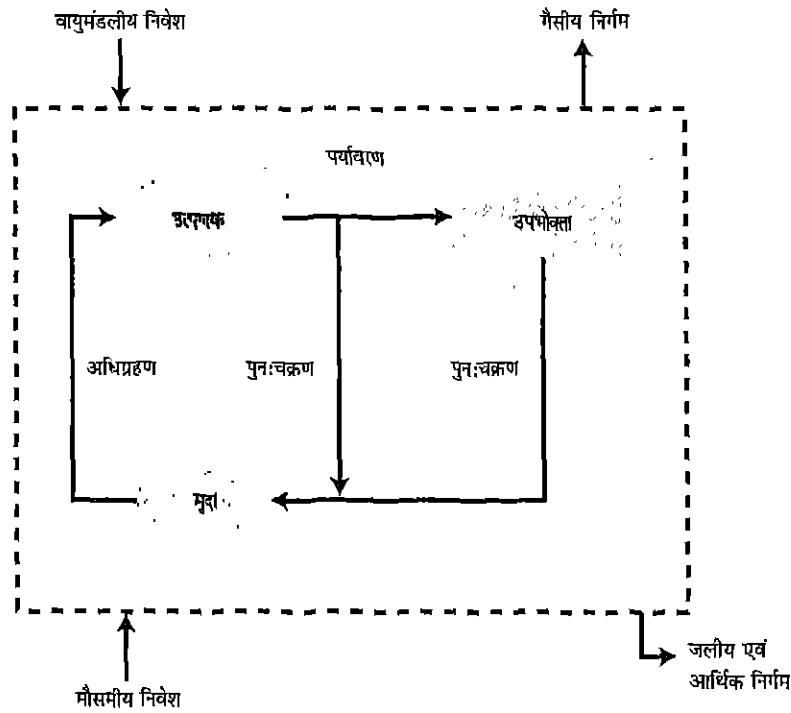 वायुमंडलीय निवेश
गैसीय निर्गम
पर्यावरण
उत्पादक
उपभोक्ता
अधिग्रहण
पुन:चक्रण
पुन:चक्रण
मृदा
मौसमीय निवेश
जलीय एवं
आर्थिक निर्गम